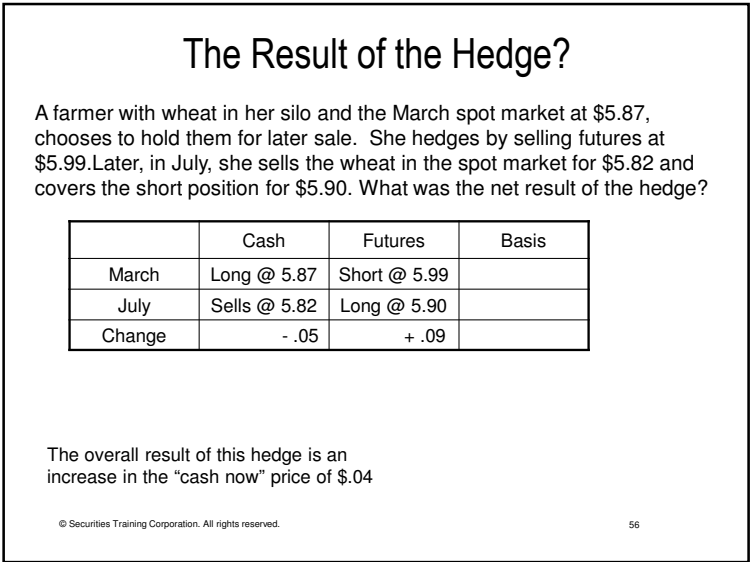 The Result of the Hedge?
A farmer with wheat in her silo and the March spot market at $5.87,
chooses to hold them for later sale.  She hedges by selling futures at
$5.99.Later, in July, she sells the wheat in the spot market for $5.82 and
covers the short position for $5.90. What was the net result of the hedge?
Cash Futures Basis
March Long @ 5.87 Short @ 5.99
July Sells @ 5.82 Long @ 5.90
Change - .05 + .09
The overall result of this hedge is an
increase in the “cash now” price of $.04
© Securities Training Corporation. All rights reserved. 56